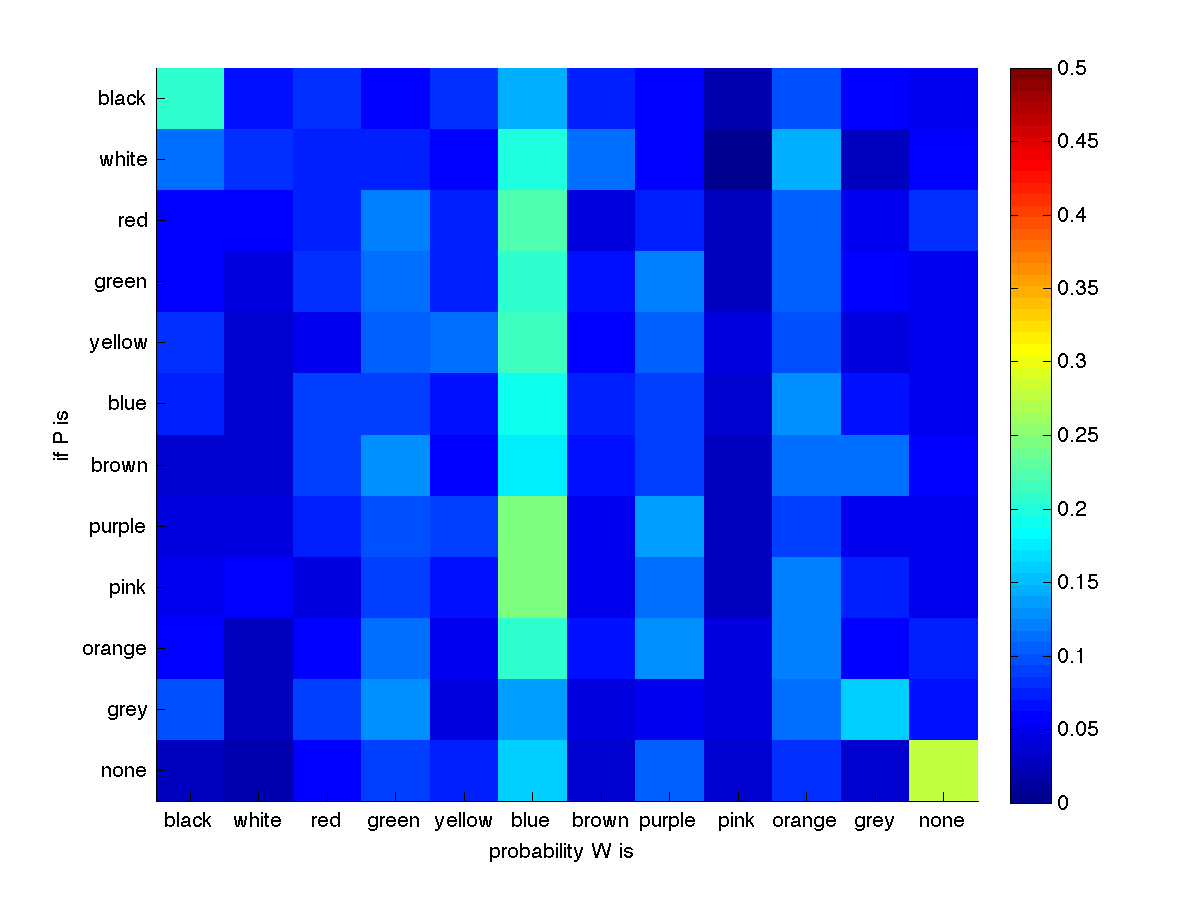 black
white
red
green
yellow
blue
brown
purple
pink
orange
grey
none
if P is
black white red green yellow blue brown purple pink orange grey none
probability W is
0.5
0.45
0.4
0.35
0.3
0.25
0.2
0.15
0.1
0.05
0